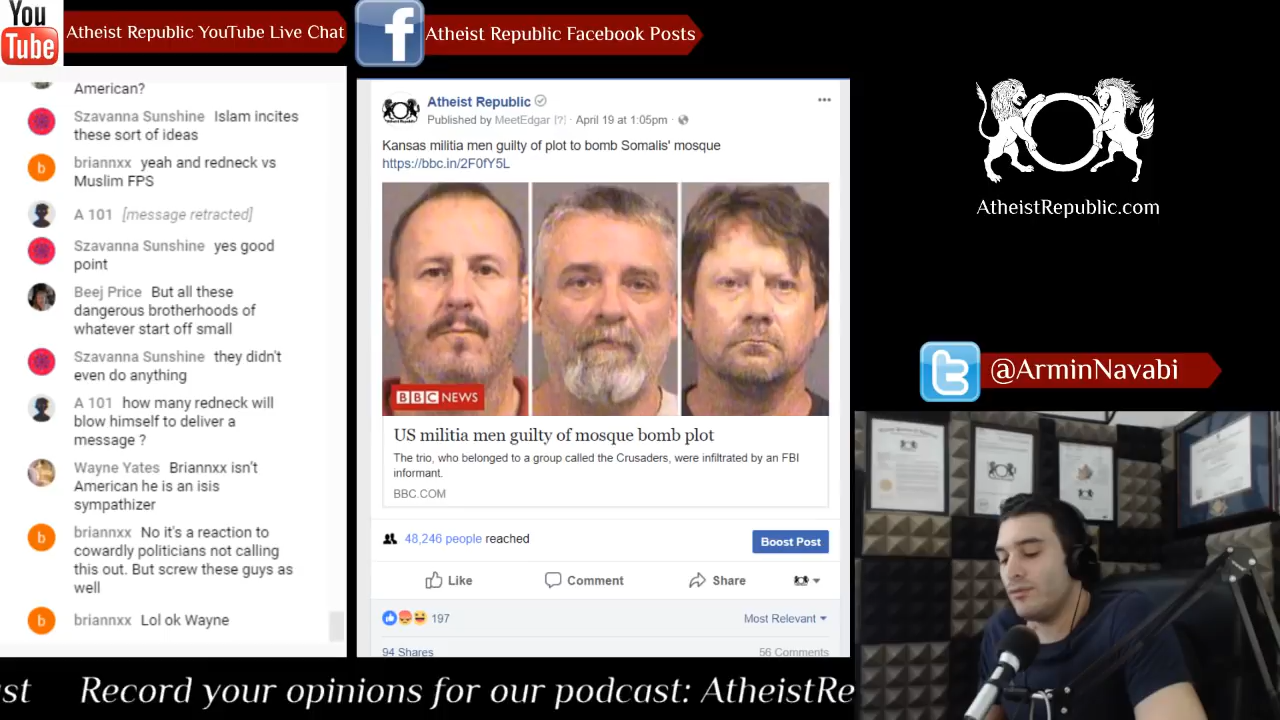 You
Tube
Atheist Republic YouTube Live Chat
f
Atheist Republic Facebook Posts
American?
Szavanna Sunshine Islam incites
these sort of ideas
briannxx yeah and redneck vs
Muslim FPS
A 101 [message retracted]
Szavanna Sunshine yes good
point
Beej Price But all these
dangerous brotherhoods of
whatever start off small
Szavanna Sunshine they didn't
even do anything
A 101 how many redneck will
blow himself to deliver a
message ?
Wayne Yates Briannxx isn't
American he is an isis
sympathizer
b
briannxx No it's a reaction to
cowardly politicians not calling
this out. But screw these guys as
well
b
briannxx Lol ok Wayne
Atheist Republic
Published by MeetEdgar [?] · April 19 at 1:05pm ·
Kansas militia men guilty of plot to bomb Somalis' mosque
https://bbc.in/2F0fY5L
BBC NEWS
US militia men guilty of mosque bomb plot
The trio, who belonged to a group called the Crusaders, were infiltrated by an FBI
informant.
BBC.COM
48,246 people reached
Boost Post
Like
Comment
Share
197
Most Relevant
94 Shares
56 Comments
AtheistRepublic.com
@ArminNavabi
st Record your opinions for our podcast: AtheistRe